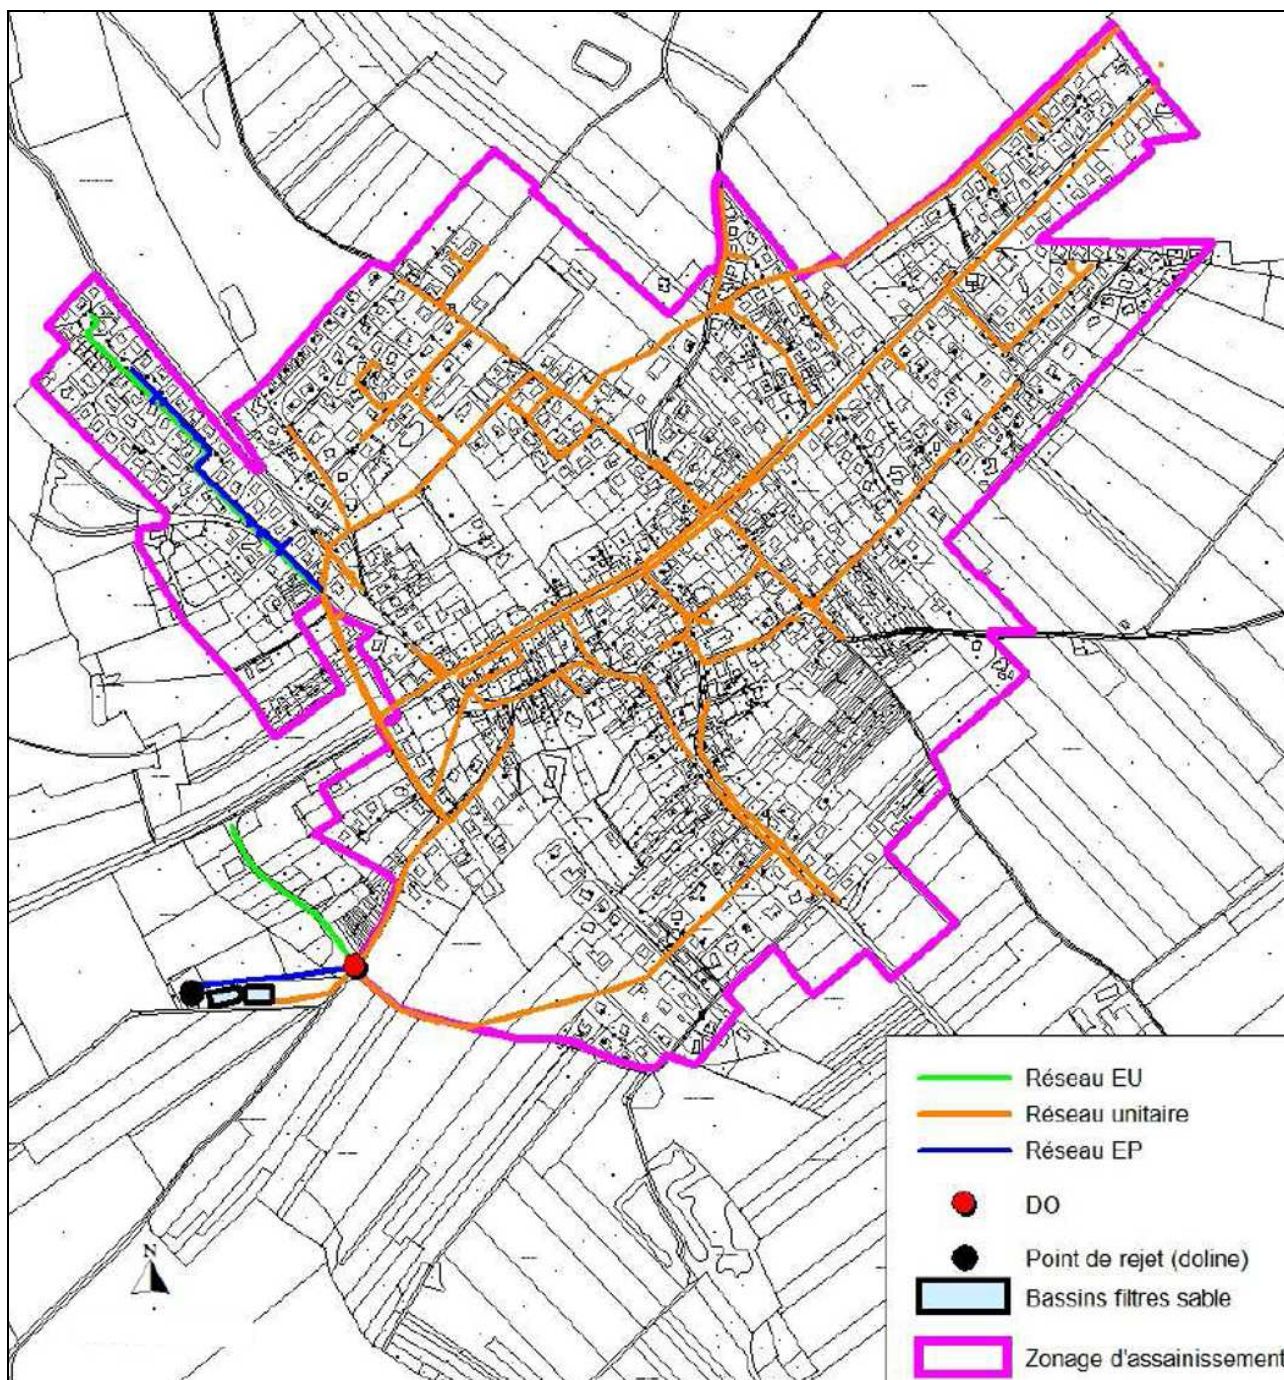 Réseau EU
Réseau unitaire
Réseau EP
DO
Point de rejet (doline)
N
Bassins filtres sable
Zonage d'assainissement